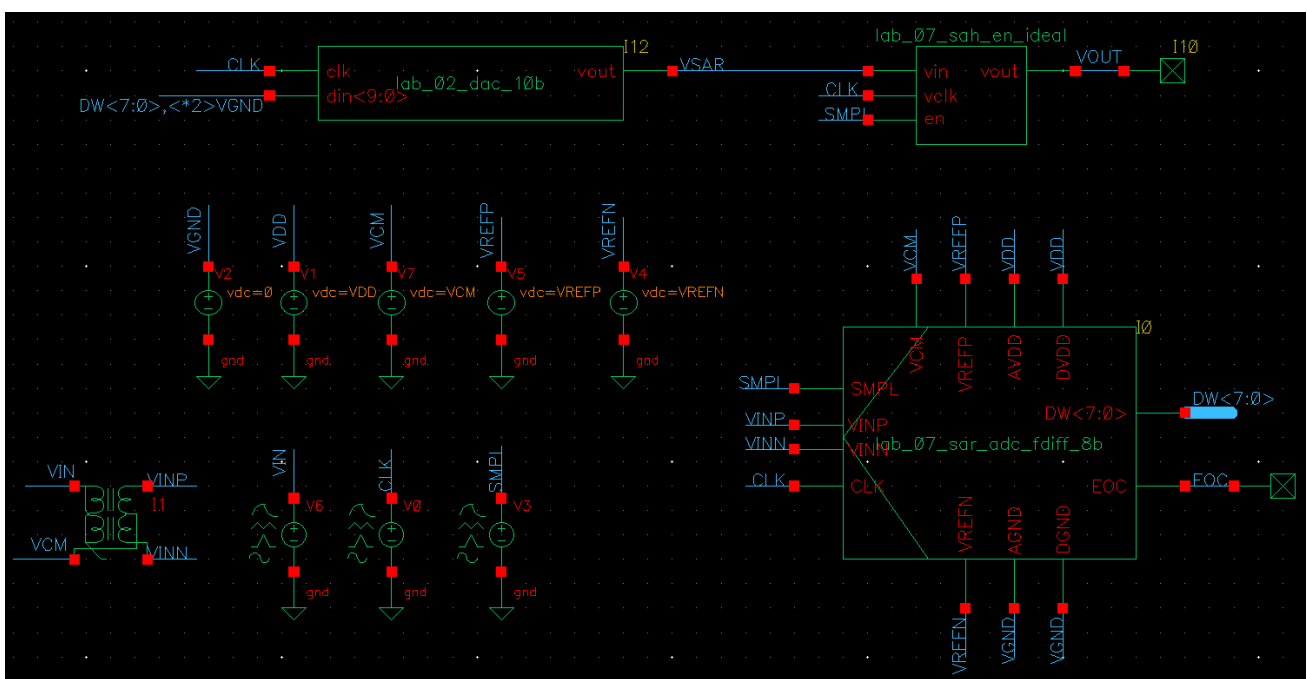 lab_07_sah_en_ideal
I12
I10
CLK
clk
lab_02_dac_10b
vout
VSAR
vin
vout
VOUT
DW<7:0>,<*2>VGND
din<9:0>
CLK
vclk
SMPL
en
VGND
VDD
VCM
VREFP
VREFN
V2
V1
V7
V5
V4
vdc=0
vdc=VDD
vdc=VCM
vdc=VREFP
vdc=VREFN
gnd
gnd
gnd
gnd
gnd
VCM
VREFP
VDD
VDD
I0
VCM
VREFP
AVDD
DVDD
SMPL
SMPL
VINP
VINP
VINN
VINN
lab_07_sar_adc_fdiff_8b
CLK
CLK
DW<7:0>
DW<7:0>
EOC
EOC
VREFN
AGND
DGND
VREFN
VGND
VGND
VIN
VINP
I1
VCM
VINN
VIN
CLK
SMPL
V6
V0
V3
gnd
gnd
gnd